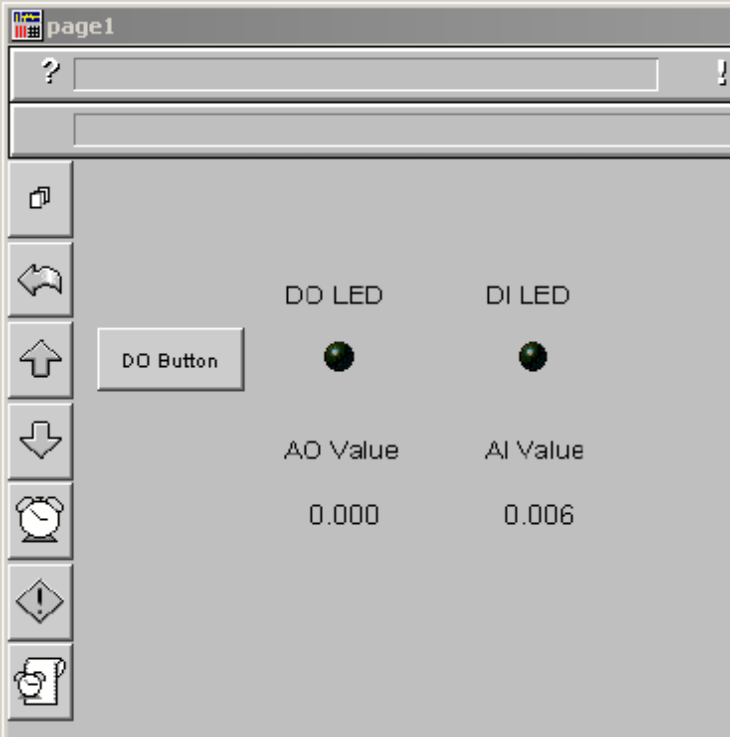 page1
?
!
DO LED DI LED
DO Button
AO Value AI Value
0.000 0.006
!